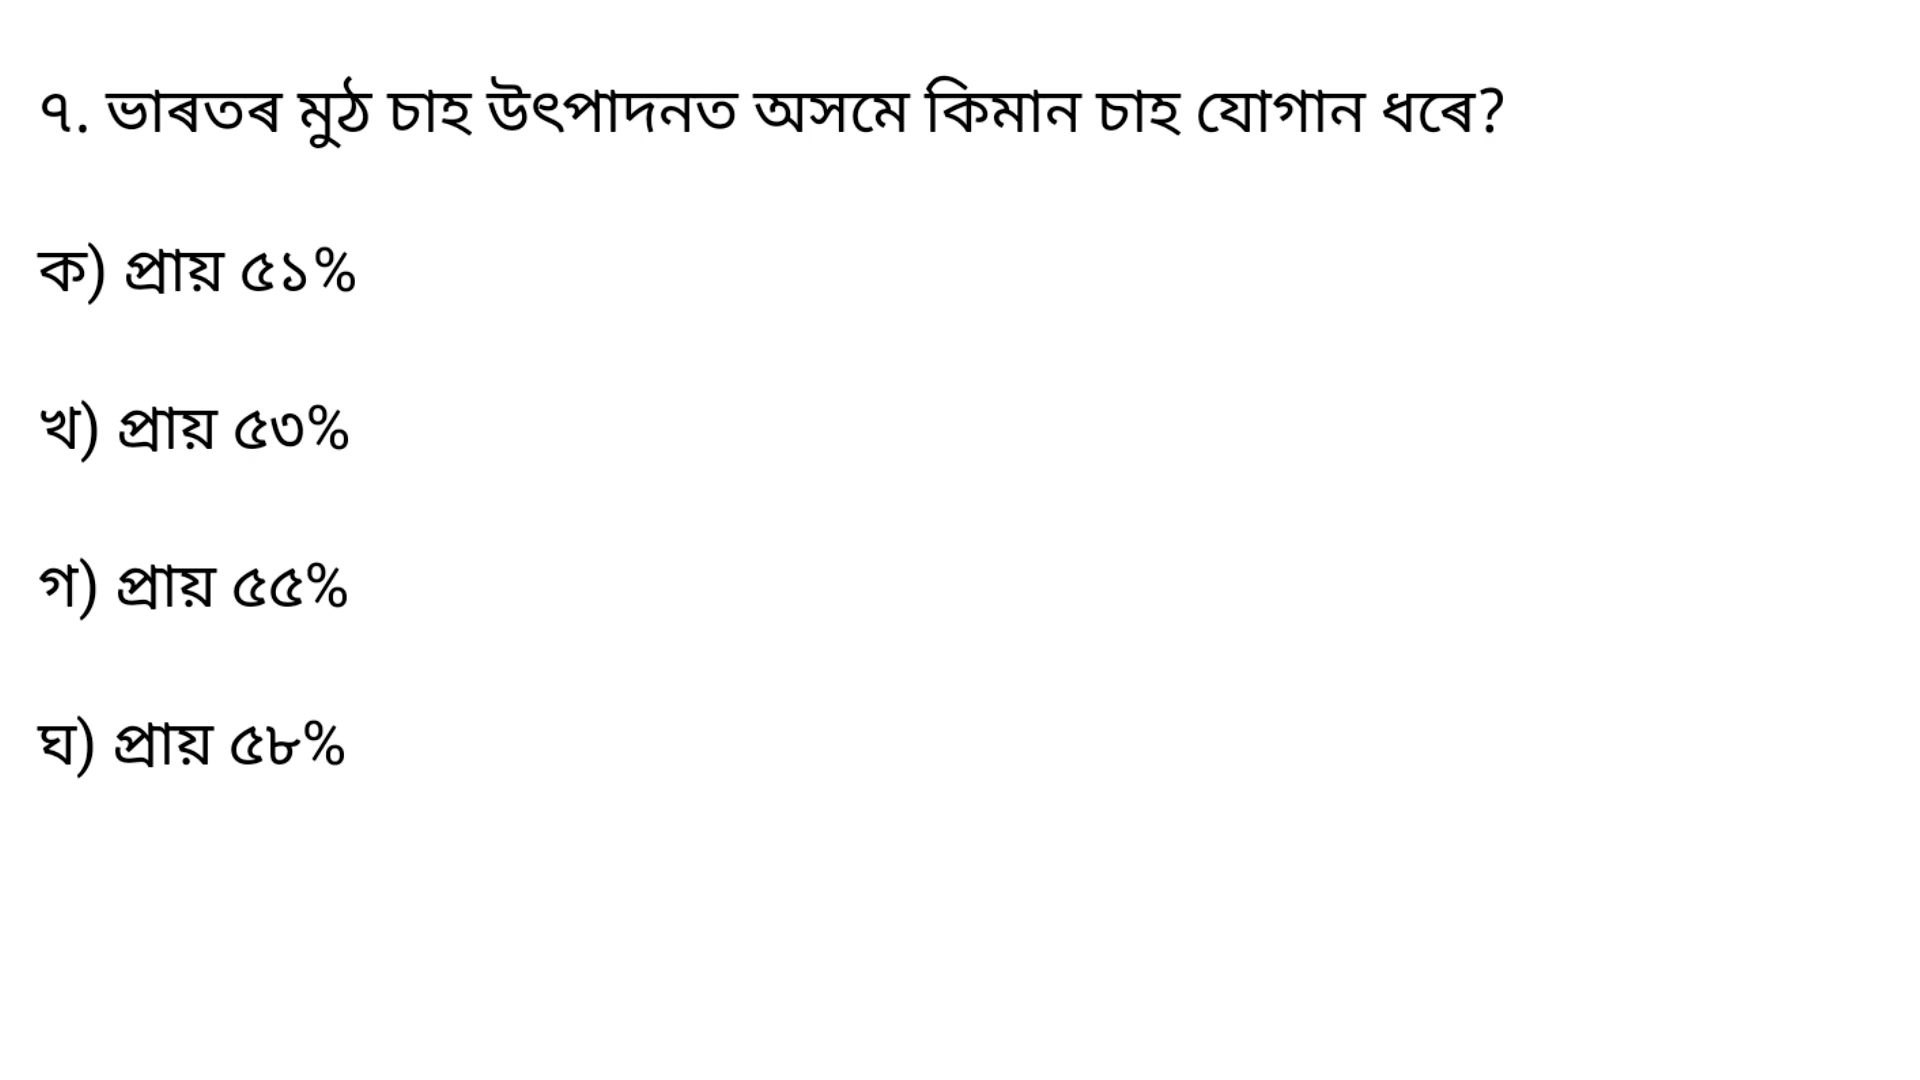 ৭. ভাৰতৰ মুঠ চাহ উৎপাদনত অসমে কিমান চাহ যোগান ধৰে?
ক) প্ৰায় ৫১%
খ) প্ৰায় ৫৩%
গ) প্ৰায় ৫৫%
ঘ) প্ৰায় ৫৮%